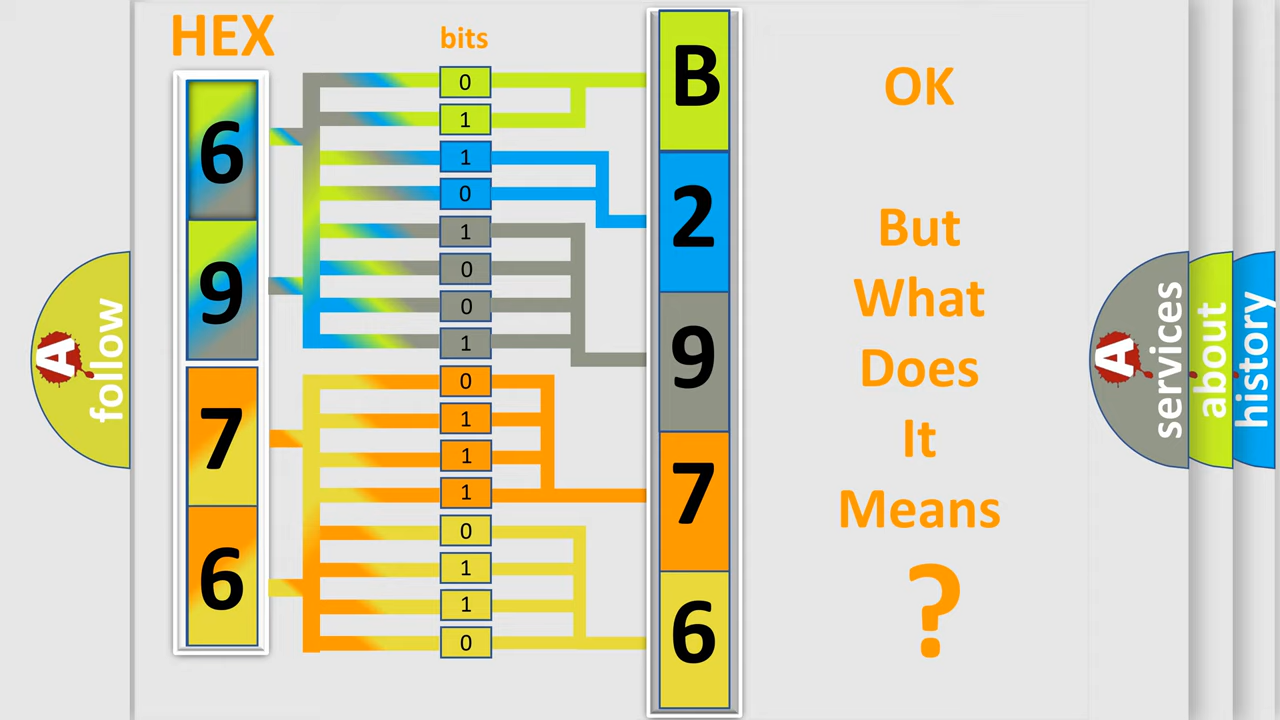 HEX
bits
6
9
7
6
0
1
1
0
1
0
0
1
0
1
1
1
0
1
1
0
B
2
9
7
6
OK
But
What
Does
It
Means
?
A
follow
A
services
about
history